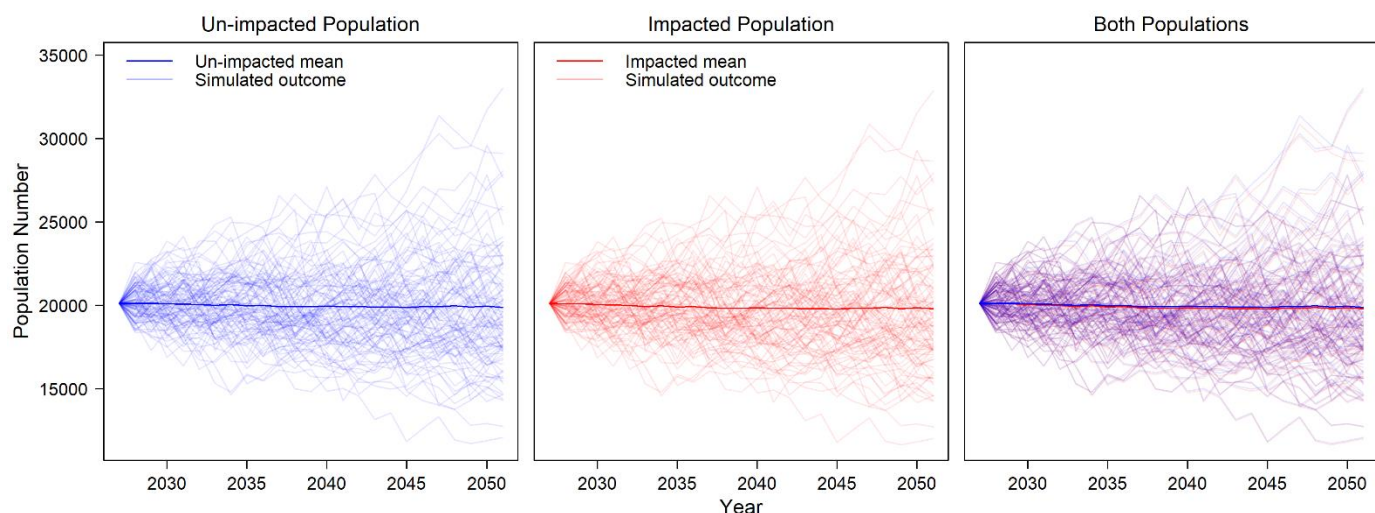 Un-impacted Population
Impacted Population
Both Populations
35000
30000
25000
20000
15000
Population Number
Un-impacted mean
Simulated outcome
Impacted mean
Simulated outcome
2030 2035 2040 2045 2050
2030 2035 2040 2045 2050
2030 2035 2040 2045 2050
Year